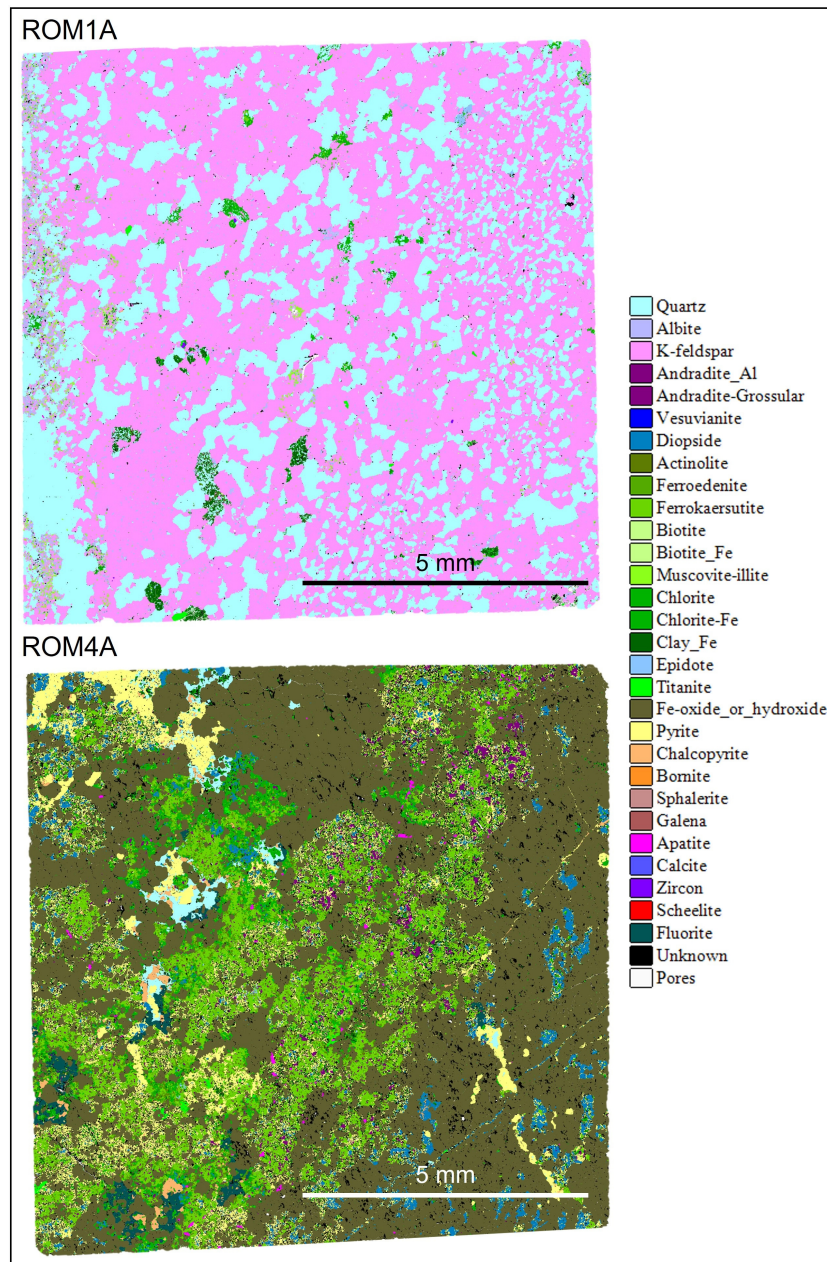 ROM1A
5 mm
Quartz
Albite
K-feldspar
Andradite_Al
Andradite-Grossular
Vesuvianite
Diopside
Actinolite
Ferroedenite
Ferrokaersutite
Biotite
Biotite_Fe
Muscovite-illite
Chlorite
Chlorite-Fe
Clay_Fe
Epidote
Titanite
Fe-oxide_or_hydroxide
Pyrite
Chalcopyrite
Bornite
Sphalerite
Galena
Apatite
Calcite
Zircon
Scheelite
Fluorite
Unknown
Pores
ROM4A
5 mm